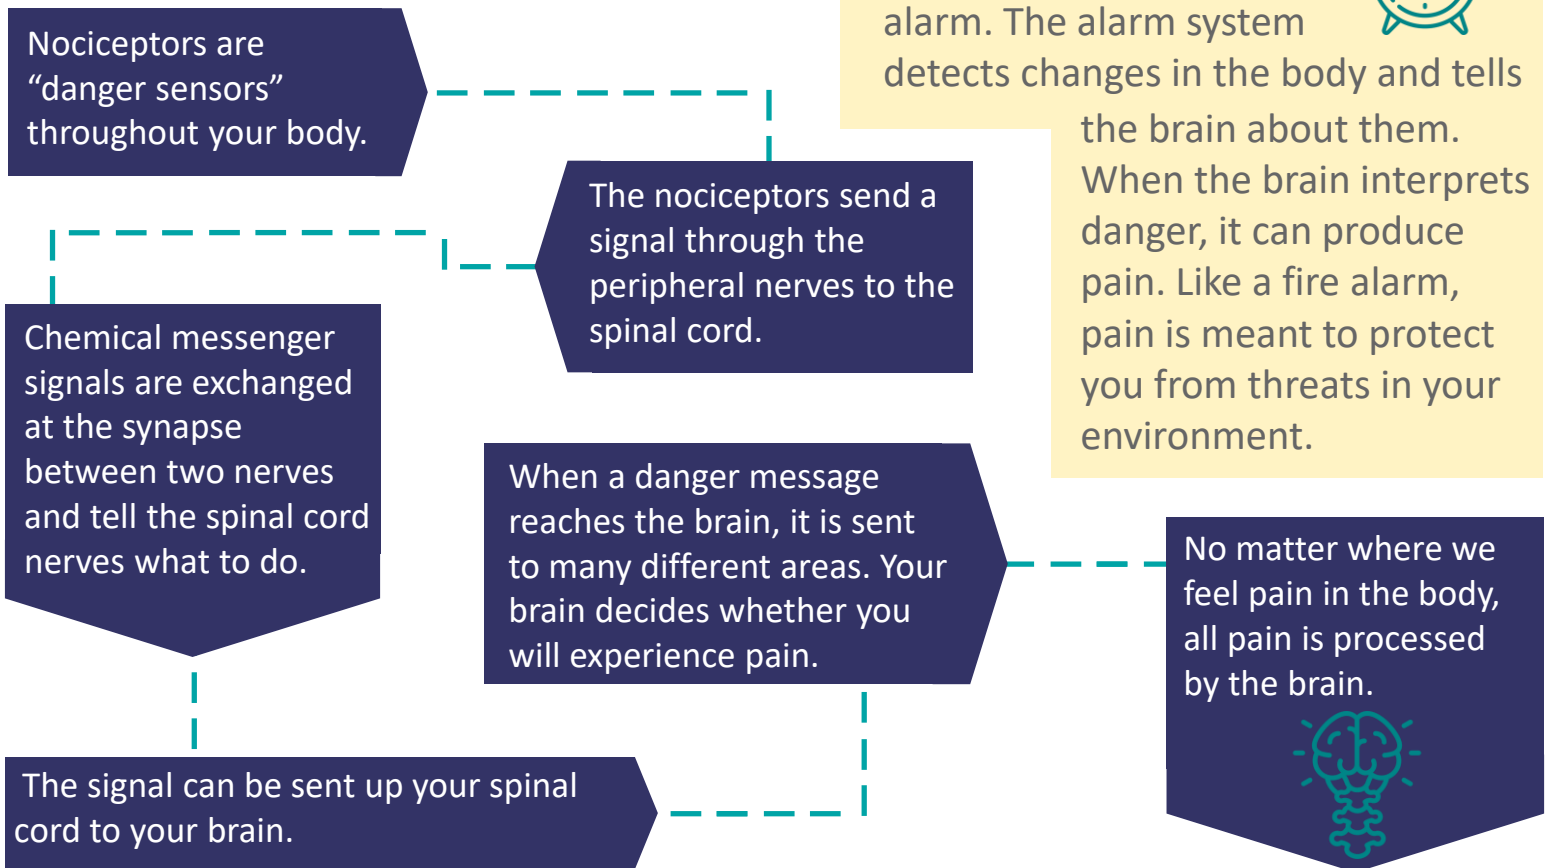 alarm. The alarm system
detects changes in the body and tells
the brain about them.
When the brain interprets
danger, it can produce
pain. Like a fire alarm,
pain is meant to protect
you from threats in your
environment.
Nociceptors are
“danger sensors”
throughout your body.
The nociceptors send a
signal through the
peripheral nerves to the
spinal cord.
Chemical messenger
signals are exchanged
at the synapse
between two nerves
and tell the spinal cord
nerves what to do.
The signal can be sent up your spinal
cord to your brain.
When a danger message
reaches the brain, it is sent
to many different areas. Your
brain decides whether you
will experience pain.
No matter where we
feel pain in the body,
all pain is processed
by the brain.